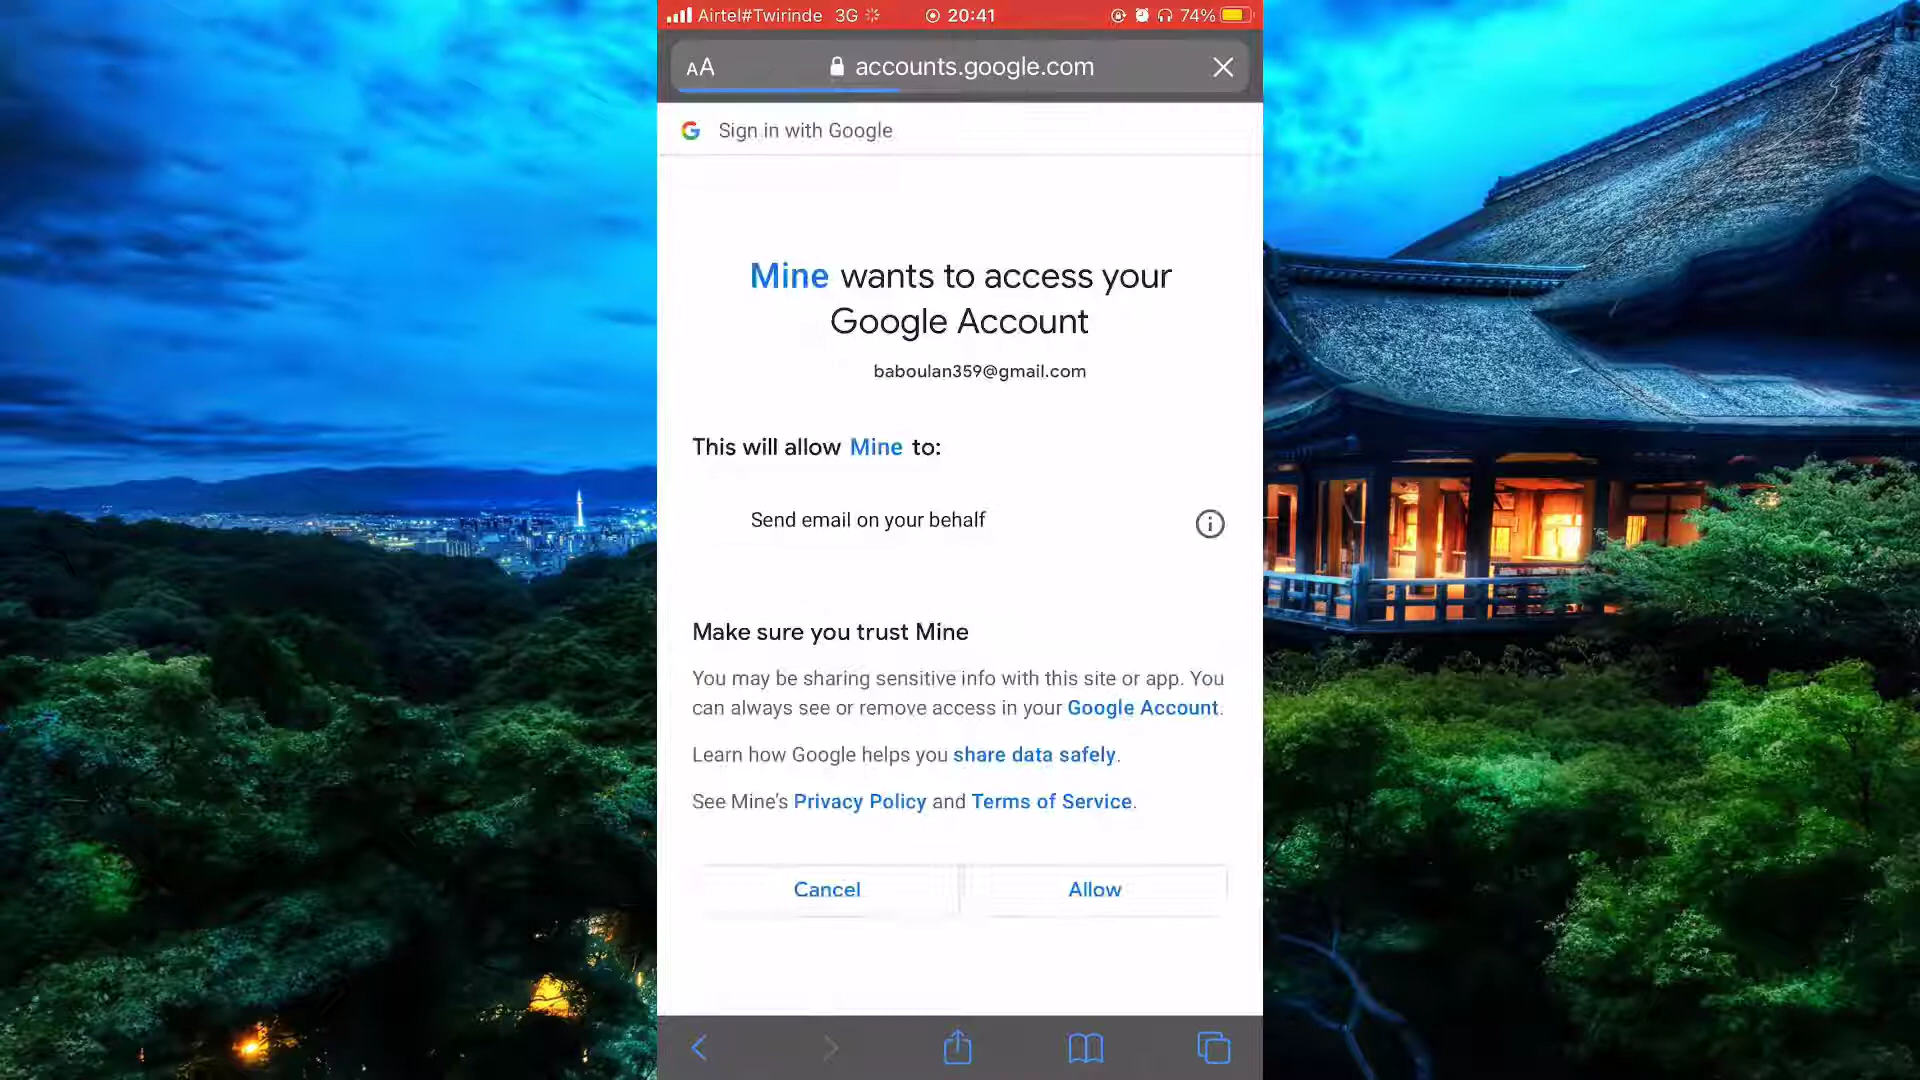 Airtel#Twirinde 3G 20:41 74%
AA accounts.google.com
Sign in with Google
Mine wants to access your
Google Account
baboulan359@gmail.com
This will allow Mine to:
Send email on your behalf
Make sure you trust Mine
You may be sharing sensitive info with this site or app. You
can always see or remove access in your Google Account.
Learn how Google helps you share data safely.
See Mine's Privacy Policy and Terms of Service.
Cancel Allow